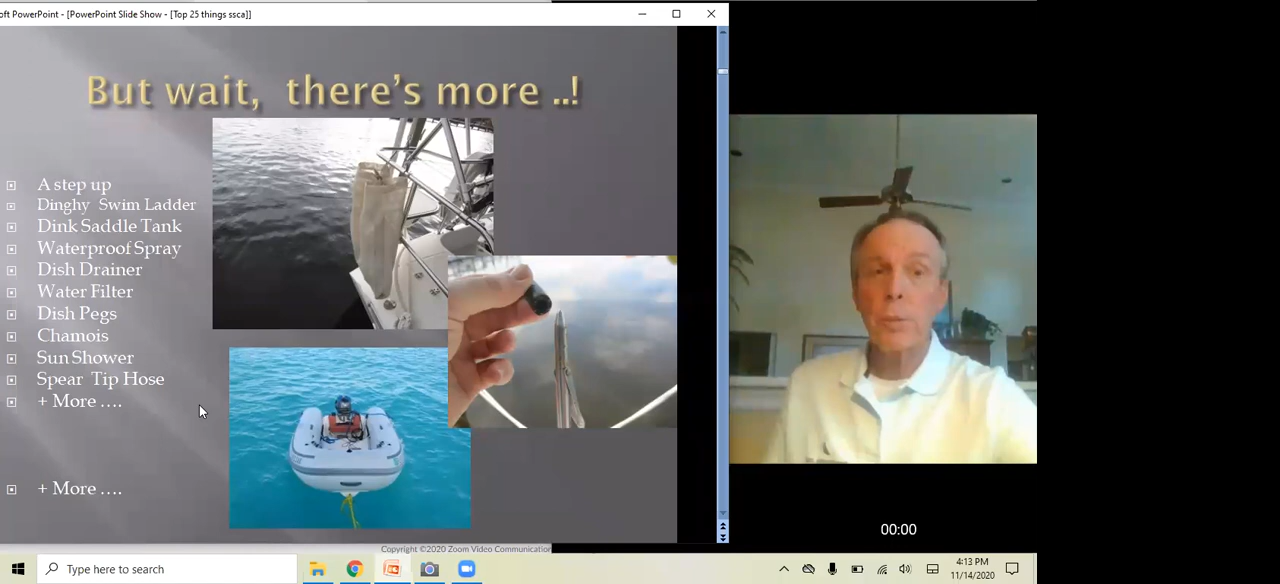 oft PowerPoint - [PowerPoint Slide Show - [Top 25 things ssca]]
But wait, there's more ..!
A step up
Dinghy Swim Ladder
Dink Saddle Tank
Waterproof Spray
Dish Drainer
Water Filter
Dish Pegs
Chamois
Sun Shower
Spear Tip Hose
+ More ....
+ More ....
00:00
Copyright ©2020 Zoom Video Communication
Type here to search
4:13 PM
11/14/2020